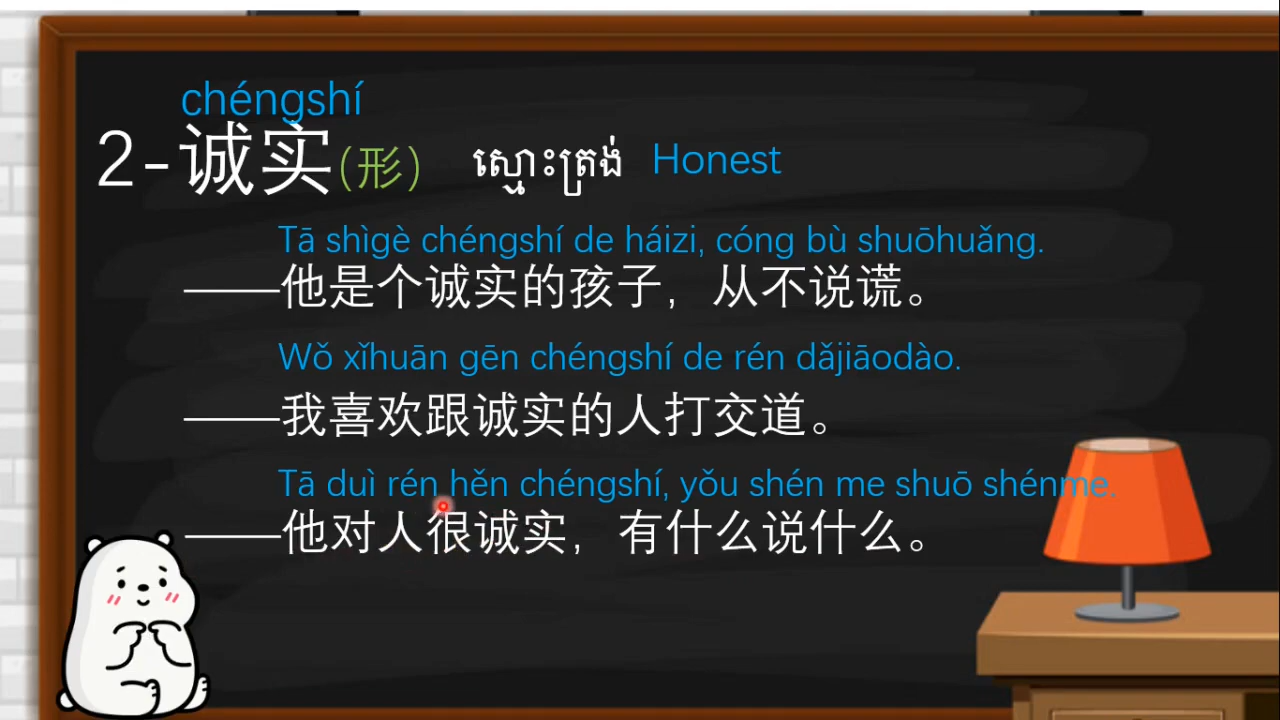 chéngshí
2-诚实(形) ស្មោះត្រង់ Honest
Tā shìgè chéngshí de háizi, cóng bù shuōhuǎng.
——他是个诚实的孩子，从不说谎。
Wǒ xǐhuān gēn chéngshí de rén dǎjiāodào.
——我喜欢跟诚实的人打交道。
Tā duì rén hěn chéngshí, yǒu shén me shuō shénme.
——他对人很诚实，有什么说什么。